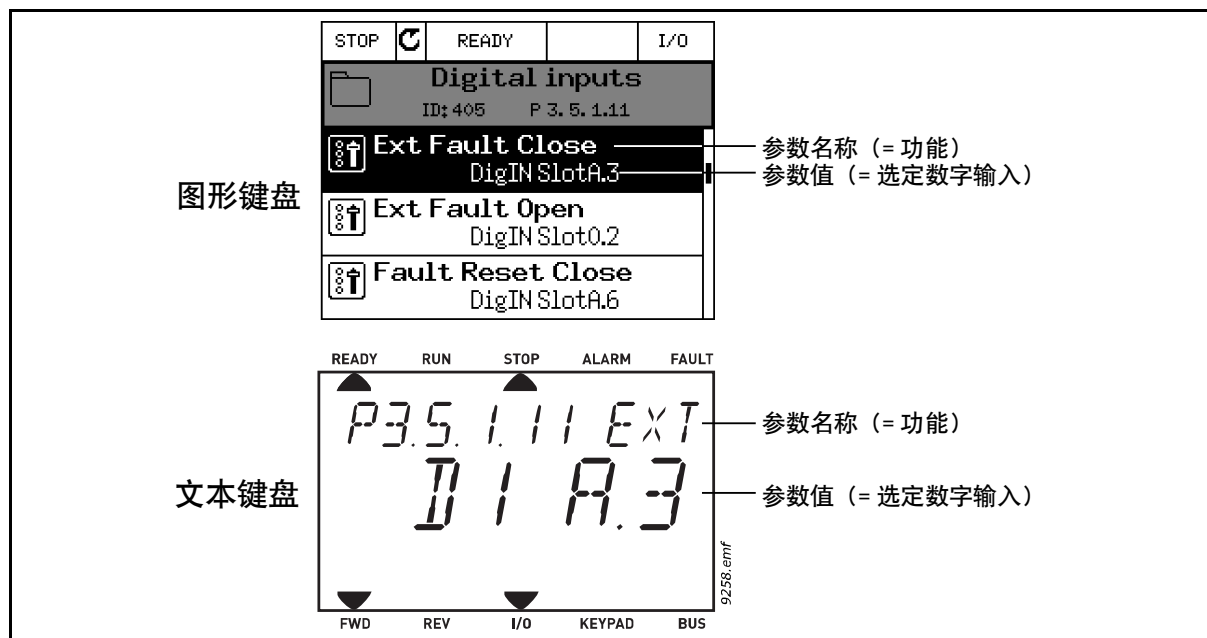 STOP READY I/O
Digital inputs
ID: 405 P 3.5.1.11
Ext Fault Close
DigIN SlotA.3
Ext Fault Open
DigIN Slot0.2
Fault Reset Close
DigIN SlotA.6
图形键盘
参数名称（= 功能）
参数值（= 选定数字输入）
READY RUN STOP ALARM FAULT
P3.5.1.11 EXT
DI A.3
FWD REV I/O KEYPAD BUS
文本键盘
参数名称（= 功能）
参数值（= 选定数字输入）
9258.emf